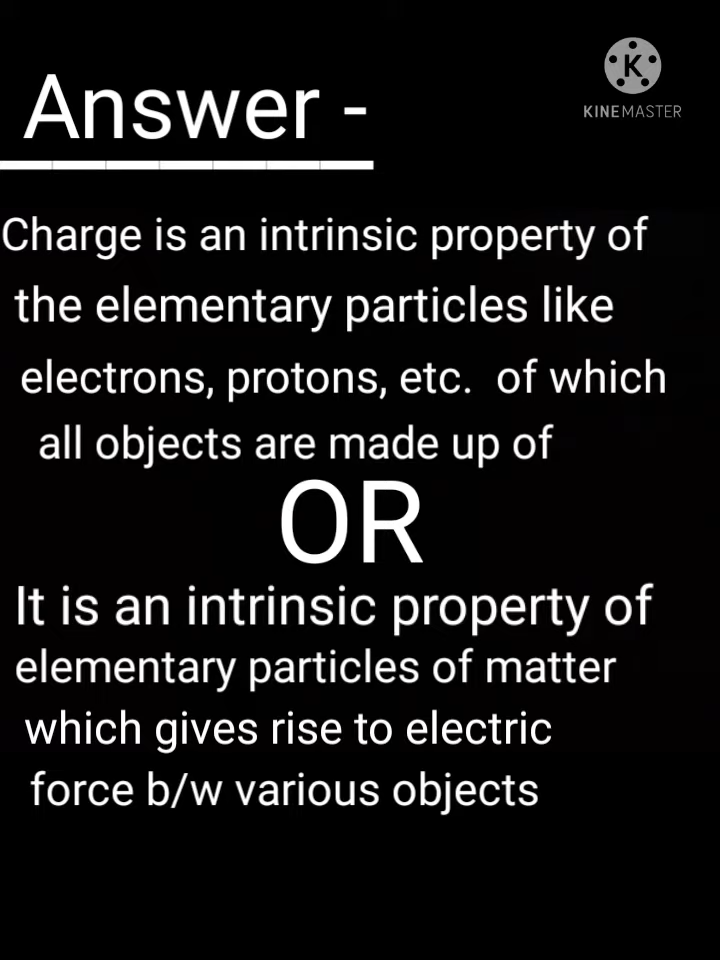 KINEMASTER
Answer -
Charge is an intrinsic property of
the elementary particles like
electrons, protons, etc. of which
all objects are made up of
OR
It is an intrinsic property of
elementary particles of matter
which gives rise to electric
force b/w various objects